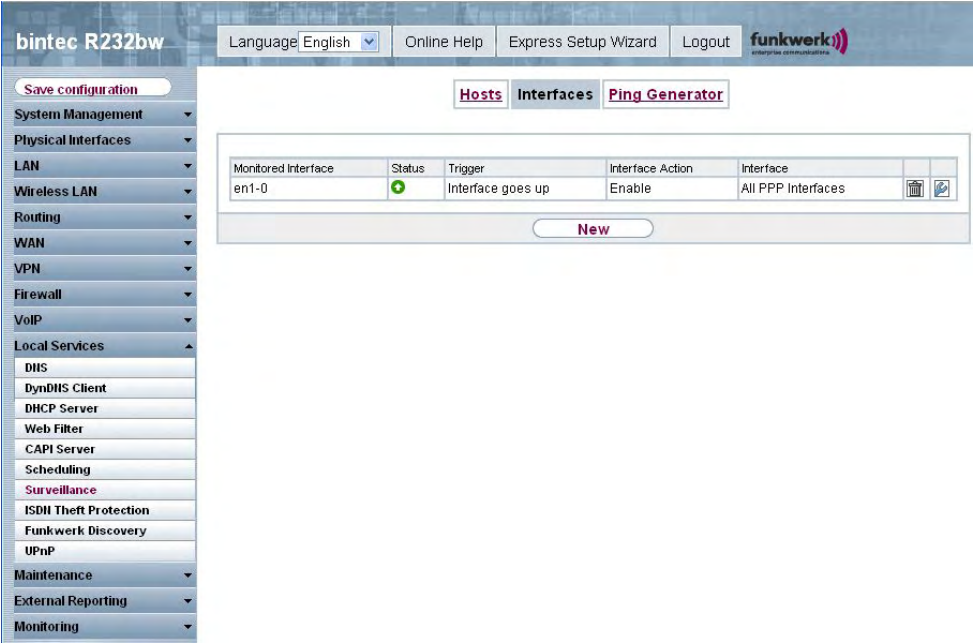 bintec R232bw
Language English Online Help Express Setup Wizard Logout funkwerk
enterprise communications
Save configuration
System Management
Physical Interfaces
LAN
Wireless LAN
Routing
WAN
VPN
Firewall
VoIP
Local Services
DNS
DynDNS Client
DHCP Server
Web Filter
CAPI Server
Scheduling
Surveillance
ISDN Theft Protection
Funkwerk Discovery
UPnP
Maintenance
External Reporting
Monitoring
Hosts Interfaces Ping Generator
Monitored Interface Status Trigger Interface Action Interface
en1-0 Interface goes up Enable All PPP Interfaces
New